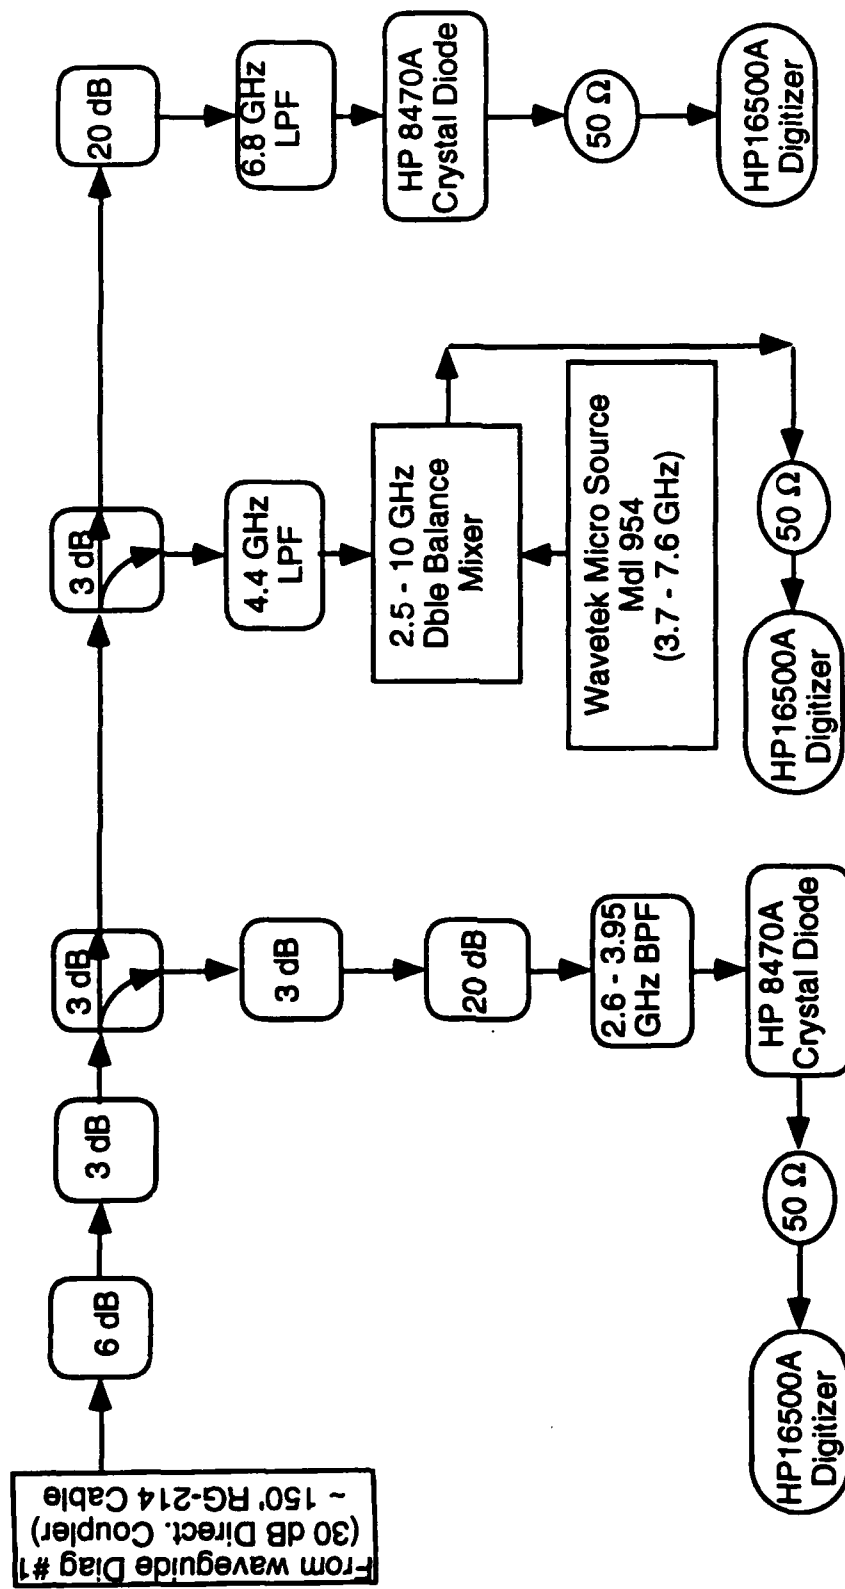 From waveguide Diag #1
(30 dB Direct. Coupler)
~ 150' RG-214 Cable
6 dB
3 dB
3 dB
3 dB
20 dB
2.6 - 3.95
GHz BPF
HP 8470A
Crystal Diode
50 Ω
HP16500A
Digitizer
3 dB
4.4 GHz
LPF
2.5 - 10 GHz
Dble Balance
Mixer
Wavetek Micro Source
Mdl 954
(3.7 - 7.6 GHz)
50 Ω
HP16500A
Digitizer
20 dB
6.8 GHz
LPF
HP 8470A
Crystal Diode
50 Ω
HP16500A
Digitizer